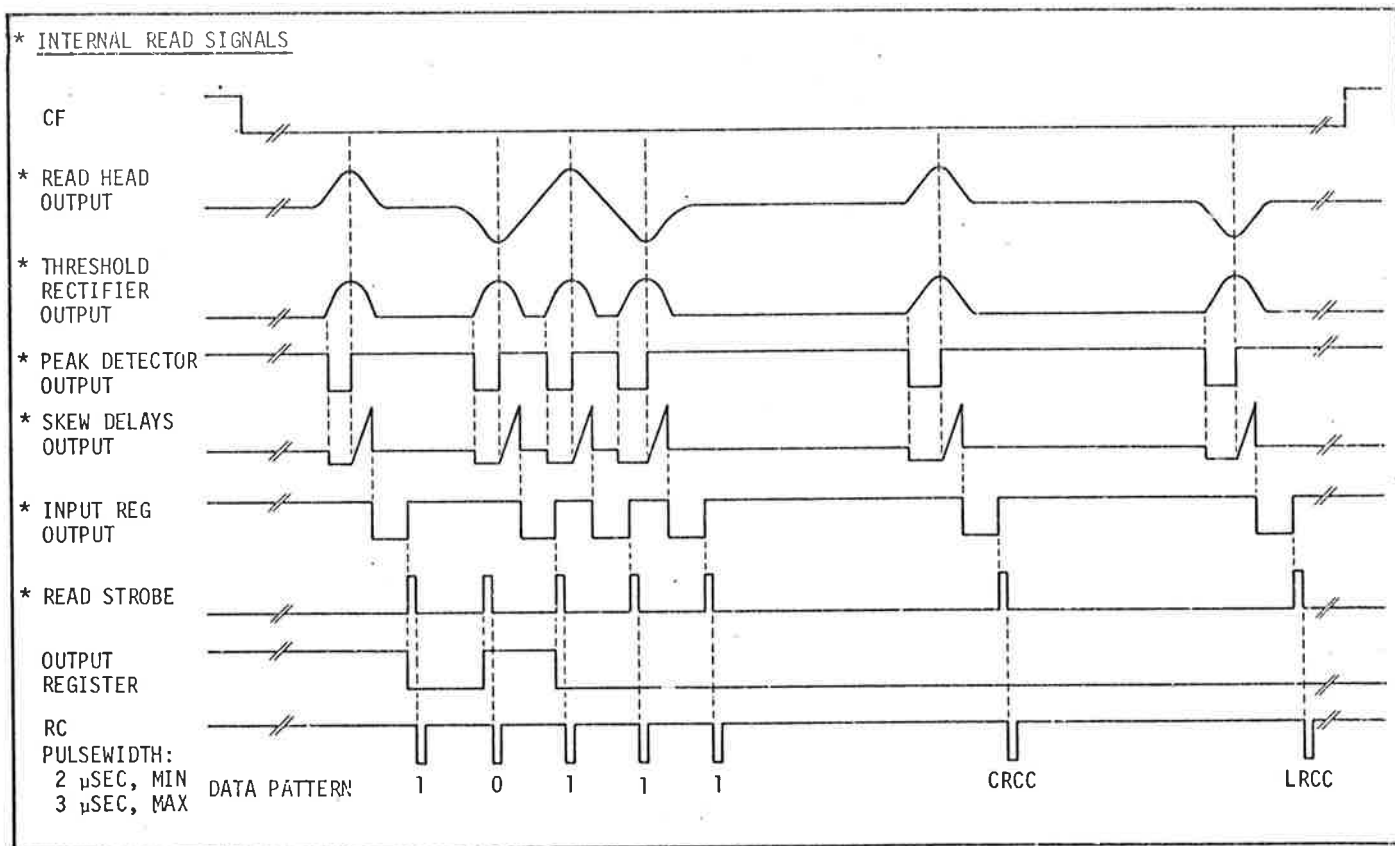 * INTERNAL READ SIGNALS
CF
* READ HEAD
OUTPUT
* THRESHOLD
RECTIFIER
OUTPUT
* PEAK DETECTOR
OUTPUT
* SKEW DELAYS
OUTPUT
* INPUT REG
OUTPUT
* READ STROBE
OUTPUT
REGISTER
RC
PULSEWIDTH:
2 µSEC, MIN
3 µSEC, MAX
DATA PATTERN 1 0 1 1 1 CRCC LRCC